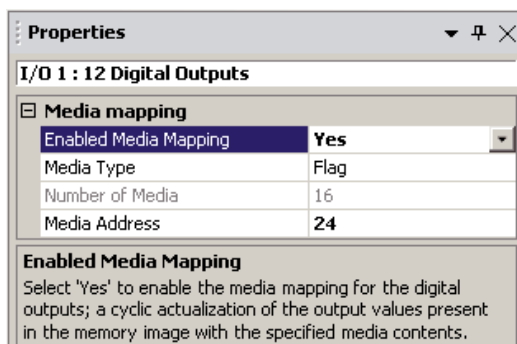 Properties
I/O 1 : 12 Digital Outputs
Media mapping
Enabled Media Mapping Yes
Media Type Flag
Number of Media 16
Media Address 24
Enabled Media Mapping
Select 'Yes' to enable the media mapping for the digital
outputs; a cyclic actualization of the output values present
in the memory image with the specified media contents.